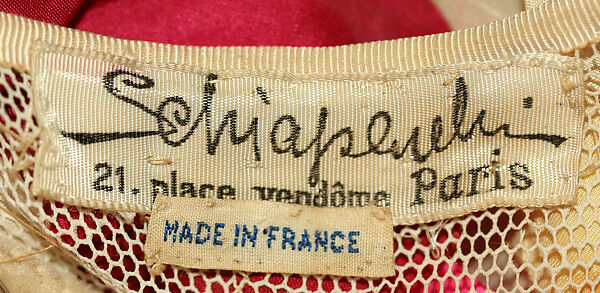 Schiaparelli
21. place vendôme Paris
MADE IN FRANCE